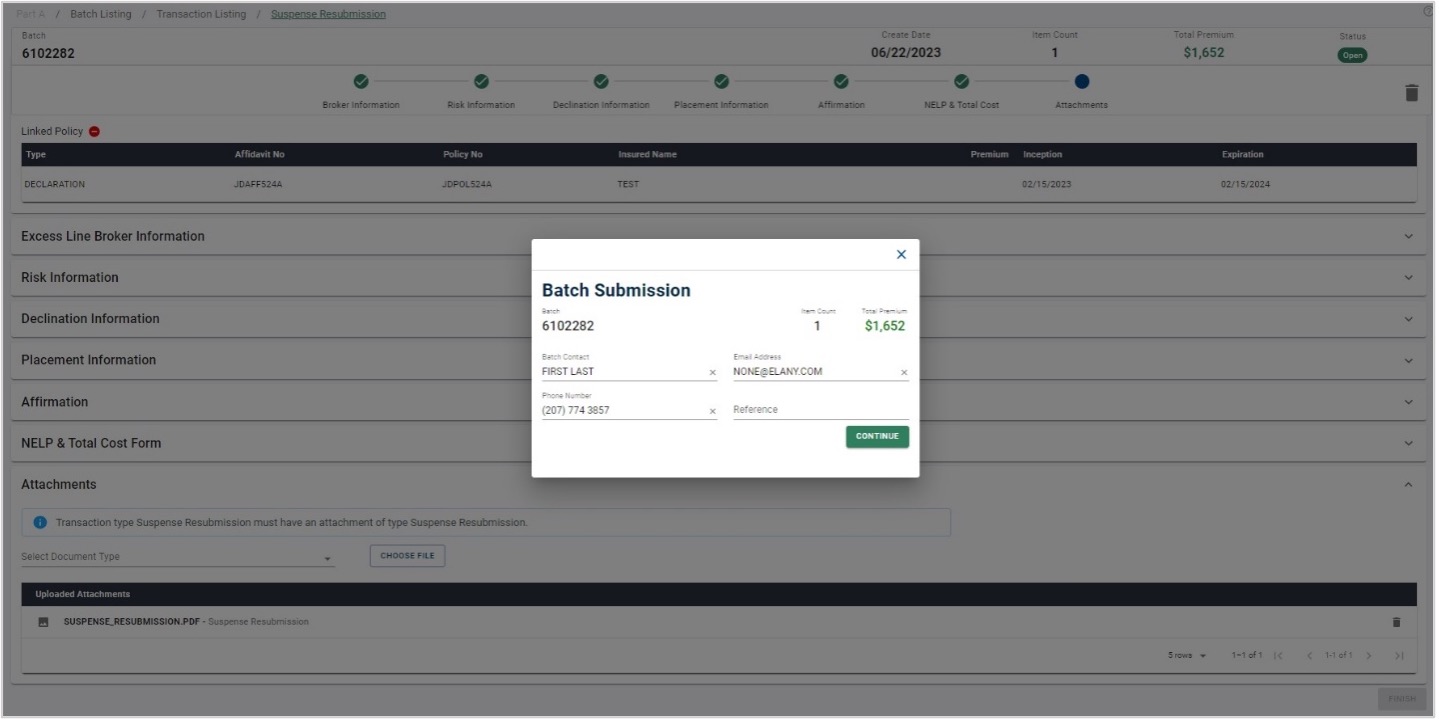 Part A / Batch Listing / Transaction Listing / Suspense Resubmission
Batch
6102282
Create Date
06/22/2023
Item Count
1
Total Premium
$1,652
Status
Open
Broker Information
Risk Information
Declination Information
Placement Information
Affirmation
NELP & Total Cost
Attachments
Linked Policy
Type Affidavit No Policy No Insured Name Premium Inception Expiration
DECLARATION JDAFF524A JDPOL524A TEST 02/15/2023 02/15/2024
Excess Line Broker Information
Risk Information
Declination Information
Placement Information
Affirmation
NELP & Total Cost Form
Batch Submission
Batch
6102282
Item Count
1
Total Premium
$1,652
Batch Contact
FIRST LAST
Email Address
NONE@ELANY.COM
Phone Number
(207) 774 3857
Reference
CONTINUE
Attachments
Transaction type Suspense Resubmission must have an attachment of type Suspense Resubmission.
Select Document Type
CHOOSE FILE
Uploaded Attachments
SUSPENSE_RESUBMISSION.PDF - Suspense Resubmission
5 rows 1-1 of 1 1-1 of 1
FINISH